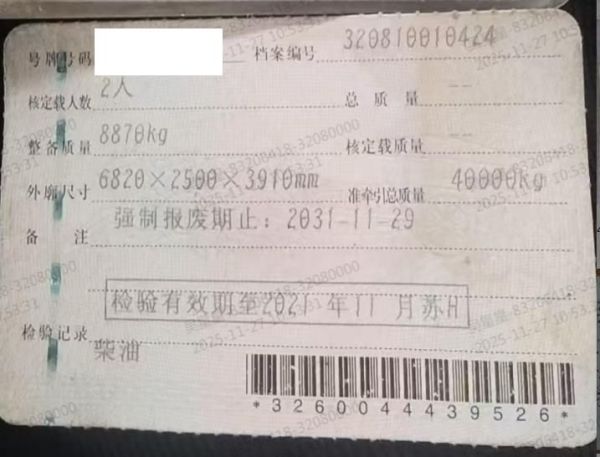 号牌号码 档案编号 320810010424
核定载人数 2人 总质量 --
整备质量 8870kg 核定载质量 --
外廓尺寸 6820×2500×3910mm 准牵引总质量 40000kg
备注 强制报废期止：2031-11-29
检验有效期至2021年11月苏H
检验记录
柴油
*3260044439526*